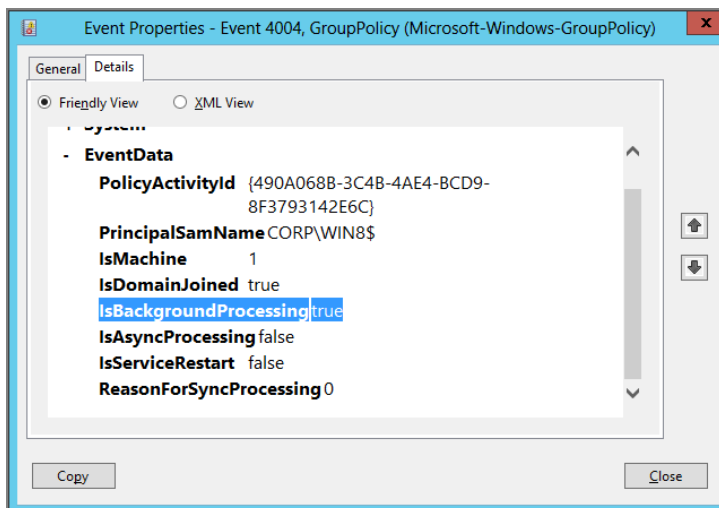 Event Properties - Event 4004, GroupPolicy (Microsoft-Windows-GroupPolicy)
x
General Details
Friendly View XML View
+ System
- EventData
PolicyActivityId {490A068B-3C4B-4AE4-BCD9-
8F3793142E6C}
PrincipalSamName CORP\WIN8$
IsMachine 1
IsDomainJoined true
IsBackgroundProcessing true
IsAsyncProcessing false
IsServiceRestart false
ReasonForSyncProcessing 0
Copy Close